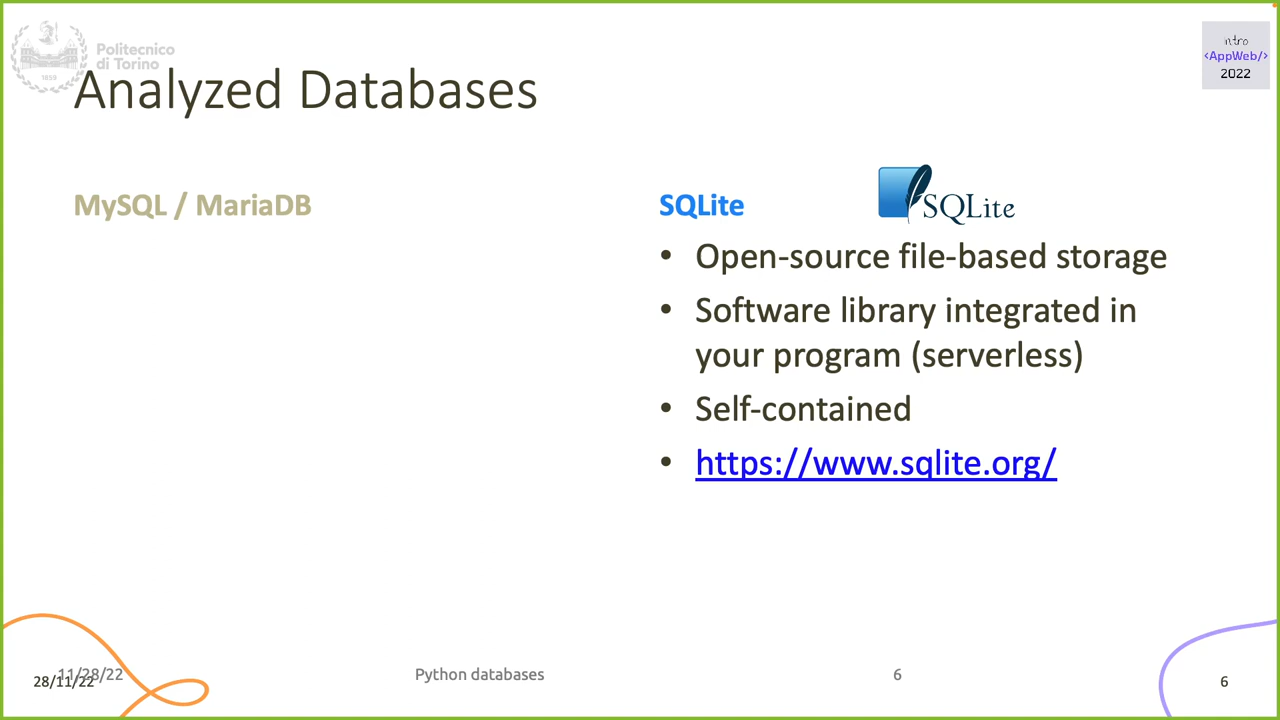 Politecnico
di Torino
1859
intro
<AppWeb/>
2022
Analyzed Databases
MySQL / MariaDB
SQLite
SQLite
• Open-source file-based storage
• Software library integrated in
your program (serverless)
• Self-contained
• https://www.sqlite.org/
11/28/22
28/11/22
Python databases
6
6